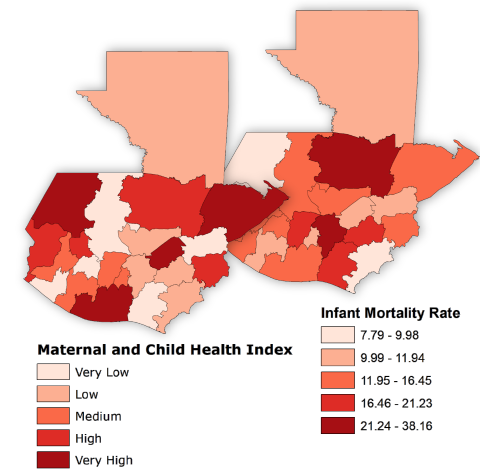 Infant Mortality Rate
7.79 - 9.98
9.99 - 11.94
11.95 - 16.45
16.46 - 21.23
21.24 - 38.16
Maternal and Child Health Index
Very Low
Low
Medium
High
Very High